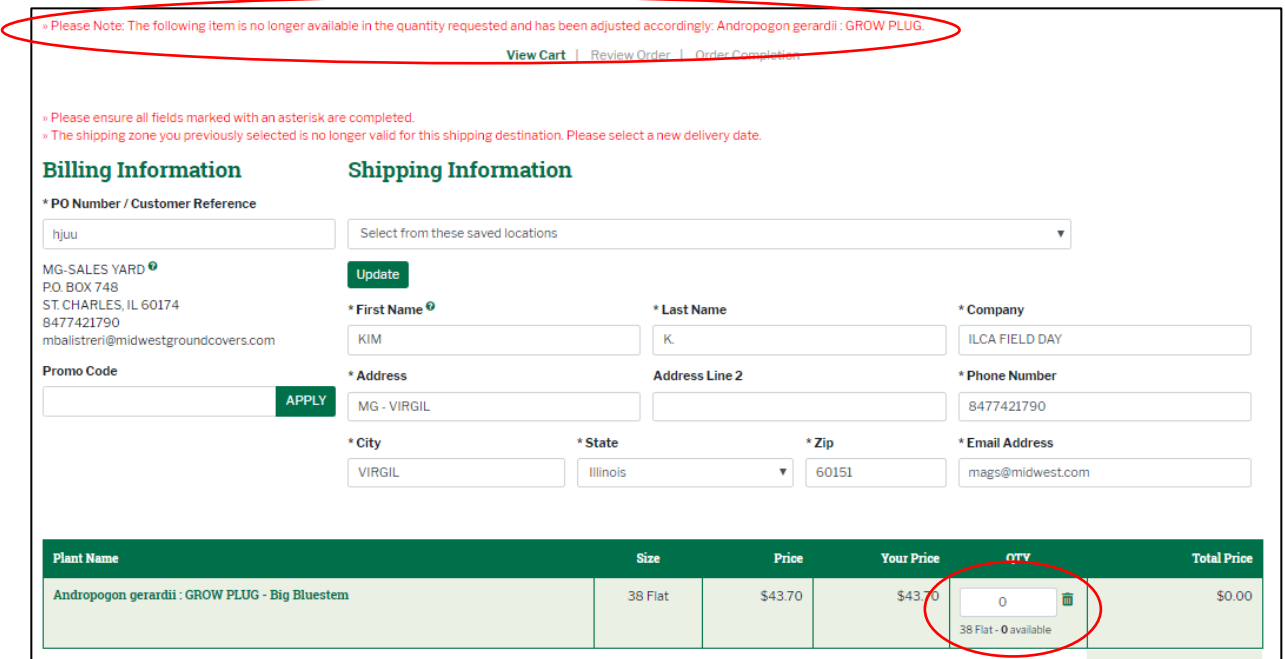 » Please Note: The following item is no longer available in the quantity requested and has been adjusted accordingly: Andropogon gerardii : GROW PLUG.
View Cart | Review Order | Order Completion
» Please ensure all fields marked with an asterisk are completed.
» The shipping zone you previously selected is no longer valid for this shipping destination. Please select a new delivery date.
Billing Information
Shipping Information
* PO Number / Customer Reference
hjuu
Select from these saved locations
MG-SALES YARD
P.O. BOX 748
ST. CHARLES, IL 60174
8477421790
mbalistreri@midwestgroundcovers.com
Promo Code
APPLY
Update
* First Name * Last Name * Company
KIM K. ILCA FIELD DAY
* Address Address Line 2 * Phone Number
MG - VIRGIL 8477421790
* City * State * Zip * Email Address
VIRGIL Illinois 60151 mags@midwest.com
Plant Name Size Price Your Price QTY Total Price
Andropogon gerardii : GROW PLUG - Big Bluestem 38 Flat $43.70 $43.70 0 $0.00
38 Flat - 0 available